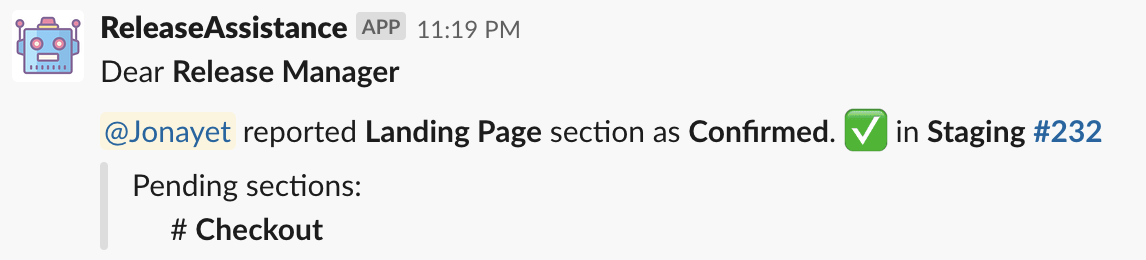 ReleaseAssistance APP 11:19 PM
Dear Release Manager
@Jonayet reported Landing Page section as Confirmed. ✅ in Staging #232
Pending sections:
# Checkout